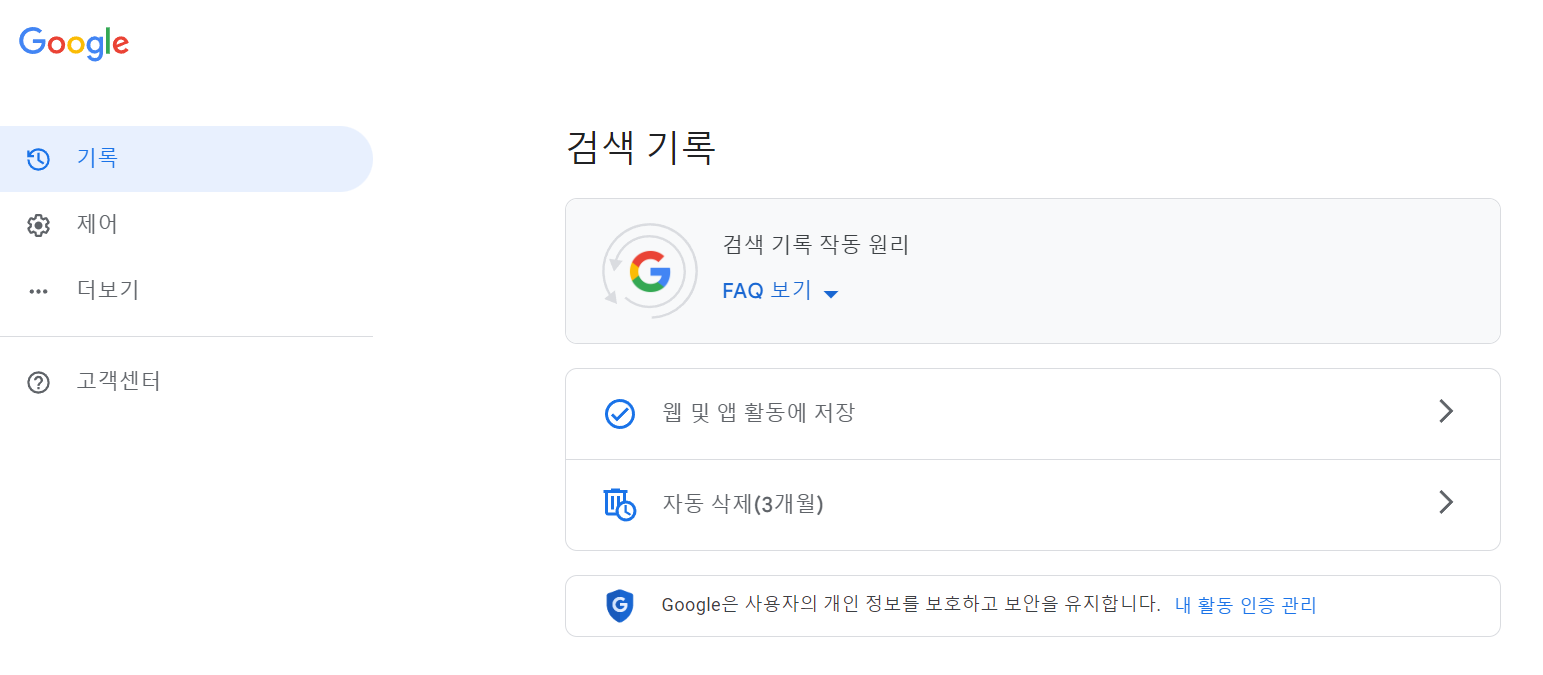 Google
기록
제어
더보기
고객센터
검색 기록
검색 기록 작동 원리
FAQ 보기
웹 및 앱 활동에 저장
자동 삭제(3개월)
Google은 사용자의 개인 정보를 보호하고 보안을 유지합니다. 내 활동 인증 관리